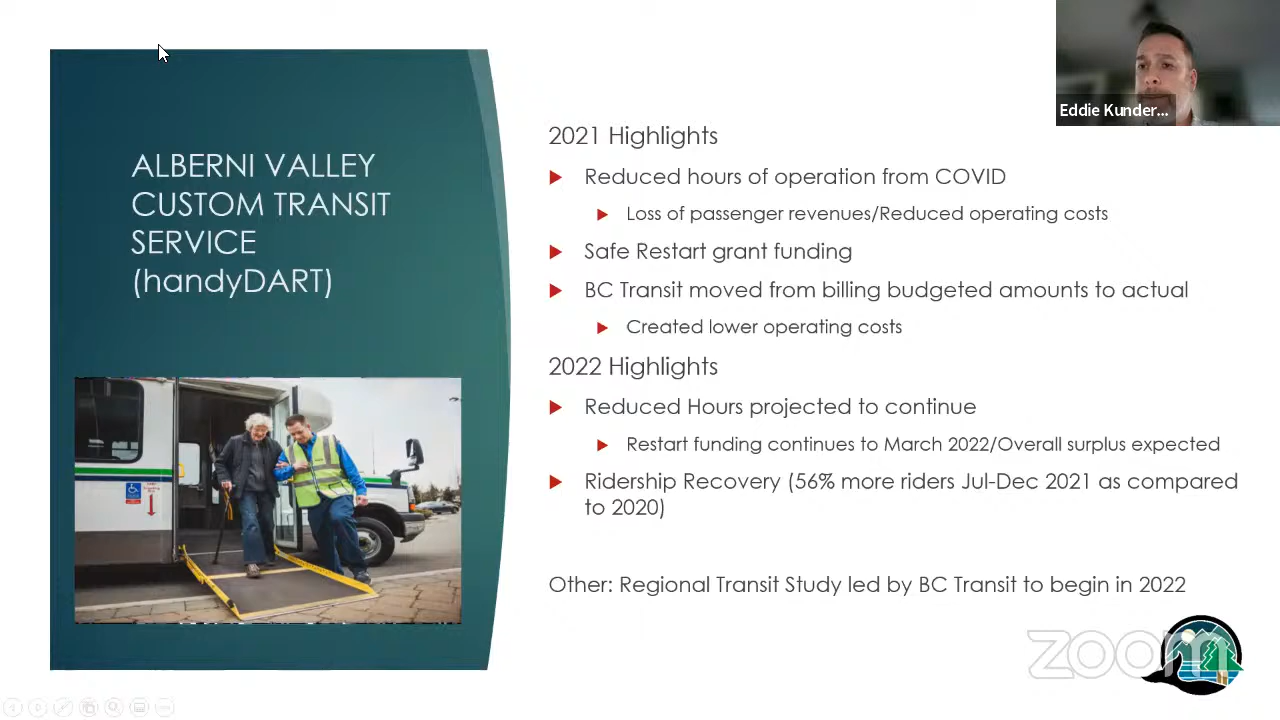 Eddie Kunder...
ALBERNI VALLEY
CUSTOM TRANSIT
SERVICE
(handyDART)
2021 Highlights
Reduced hours of operation from COVID
Loss of passenger revenues/Reduced operating costs
Safe Restart grant funding
BC Transit moved from billing budgeted amounts to actual
Created lower operating costs
2022 Highlights
Reduced Hours projected to continue
Restart funding continues to March 2022/Overall surplus expected
Ridership Recovery (56% more riders Jul-Dec 2021 as compared
to 2020)
Other: Regional Transit Study led by BC Transit to begin in 2022
zoom